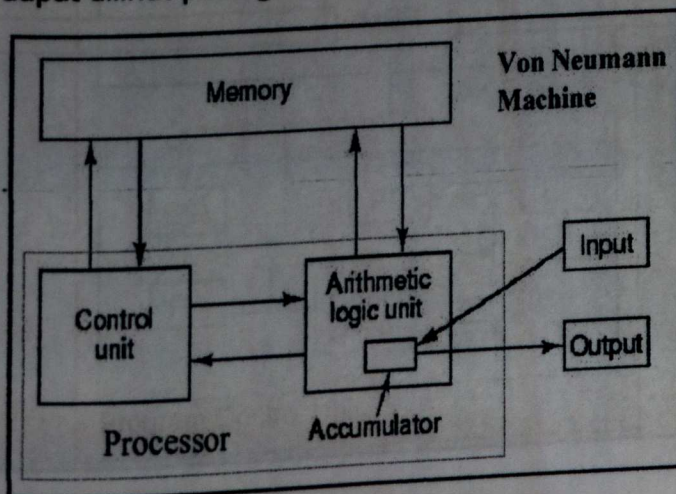 Memory
Von Neumann
Machine
Input
Arithmetic
logic unit
Control
unit
Output
Accumulator
Processor